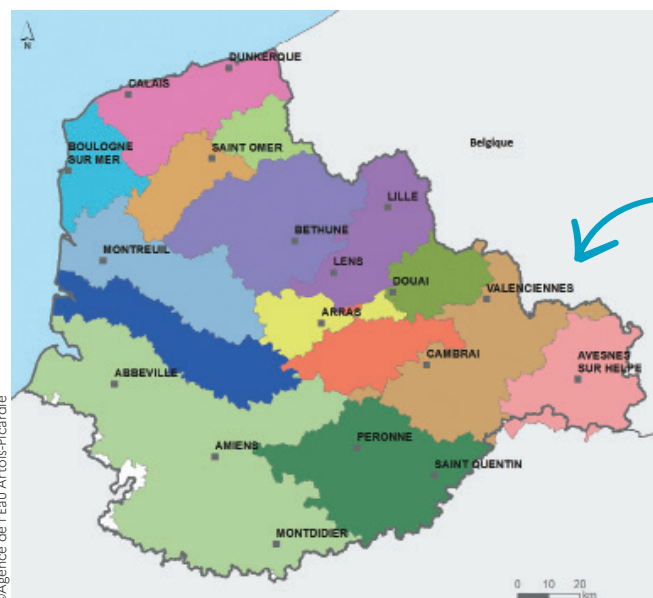 N
DUNKERQUE
CALAIS
BOULOGNE
SUR MER
SAINT OMER
Belgique
LILLE
BETHUNE
MONTREUIL
LENS
DOUAI
VALENCIENNES
ARRAS
CAMBRAI
AVESNES
SUR HELPE
ABBEVILLE
PERONNE
AMIENS
SAINT QUENTIN
MONTDIDIER
0 10 20
km
©Agence de l'Eau Artois-Picardie